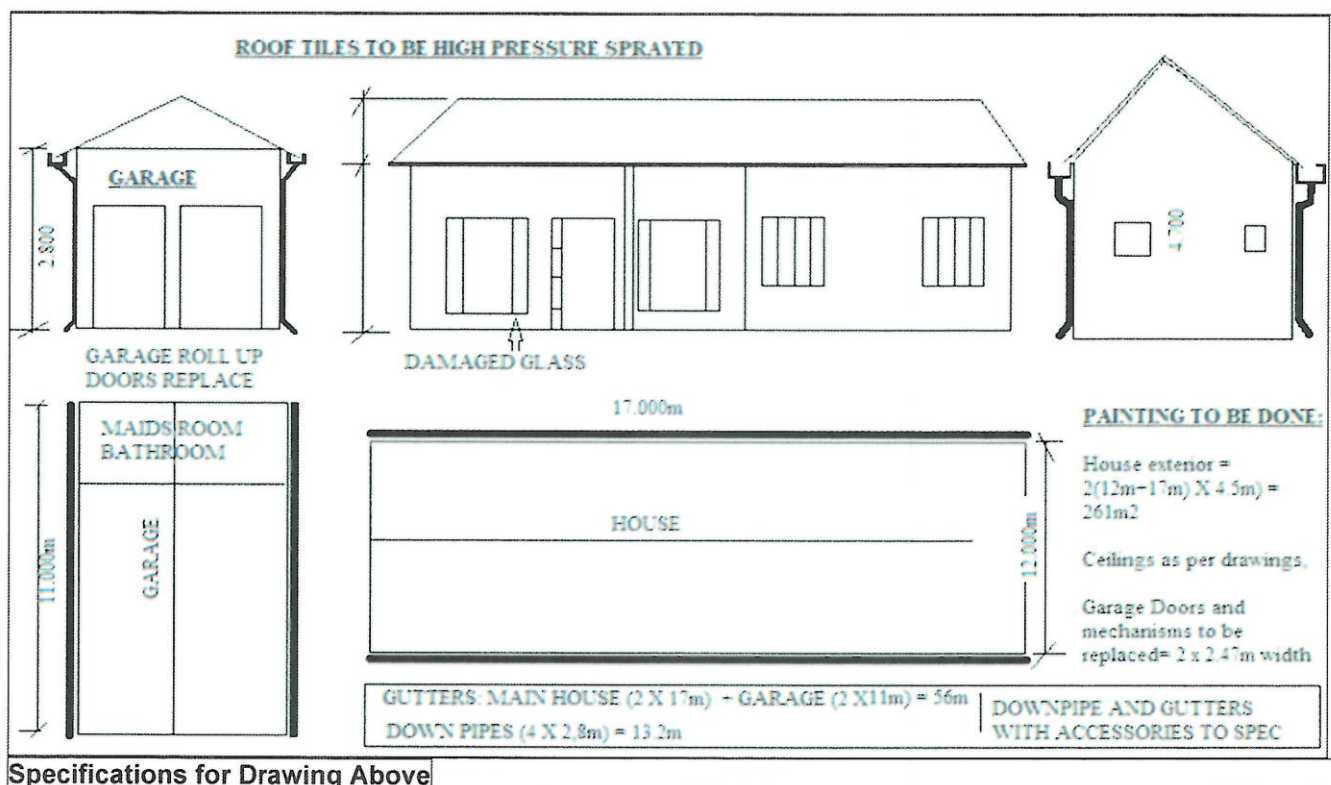 ROOF TILES TO BE HIGH PRESSURE SPRAYED
GARAGE
2.800
4.700
GARAGE ROLL UP
DOORS REPLACE
DAMAGED GLASS
MAIDS ROOM
BATHROOM
GARAGE
11.000m
17.000m
HOUSE
12.000m
PAINTING TO BE DONE:
House exterior =
2(12m+17m) X 4.5m) =
261m2
Ceilings as per drawings,
Garage Doors and
mechanisms to be
replaced= 2 x 2.47m width
GUTTERS: MAIN HOUSE (2 X 17m) + GARAGE (2 X11m) = 56m
DOWN PIPES (4 X 2,8m) = 13.2m
DOWNPIPE AND GUTTERS
WITH ACCESSORIES TO SPEC
Specifications for Drawing Above